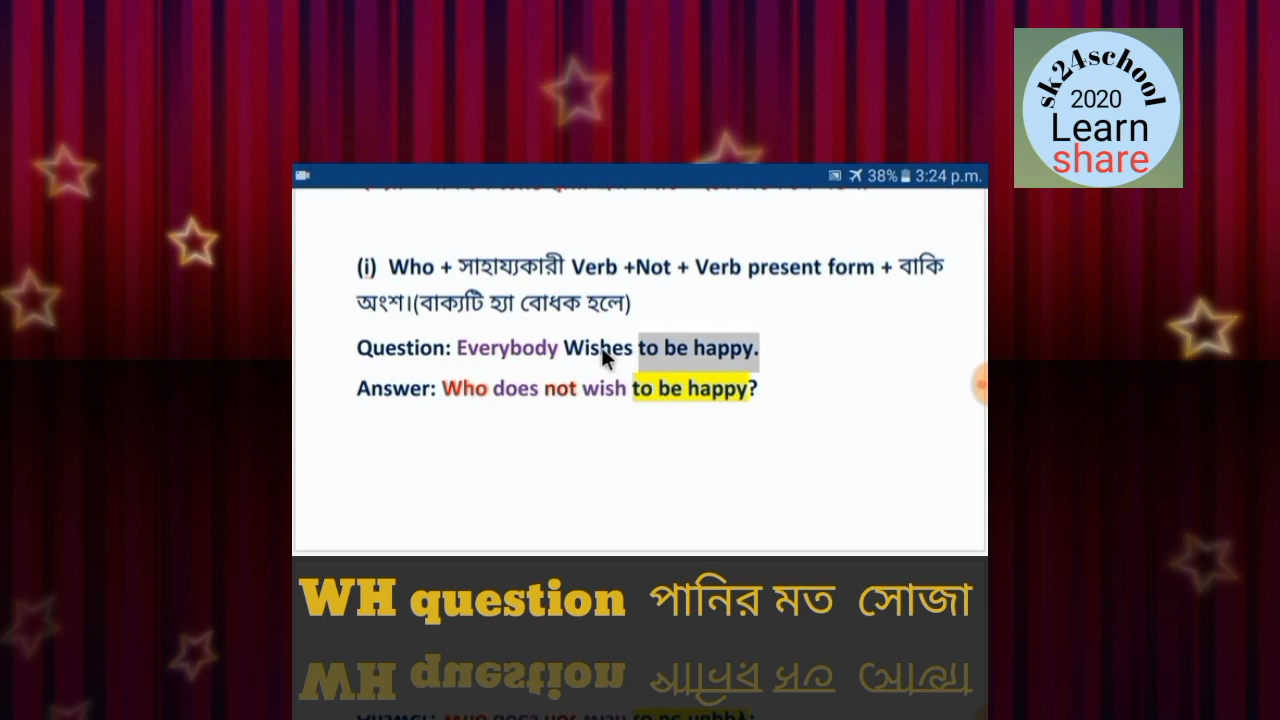 sk24school
2020
Learn
share
38% 3:24 p.m.
(i) Who + সাহায্যকারী Verb +Not + Verb present form + বাকি
অংশ।(বাক্যটি হ্যা বোধক হলে)
Question: Everybody Wishes to be happy.
Answer: Who does not wish to be happy?
WH question পানির মত সোজা